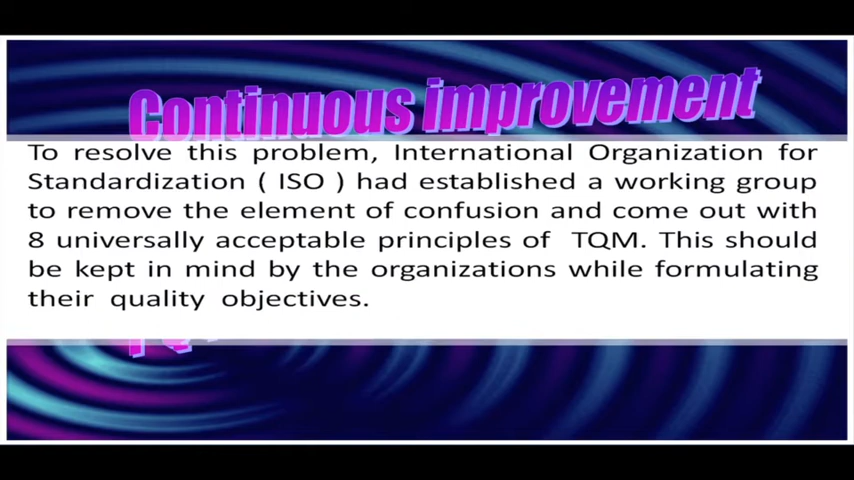 Continuous improvement
To resolve this problem, International Organization for
Standardization ( ISO ) had established a working group
to remove the element of confusion and come out with
8 universally acceptable principles of TQM. This should
be kept in mind by the organizations while formulating
their quality objectives.